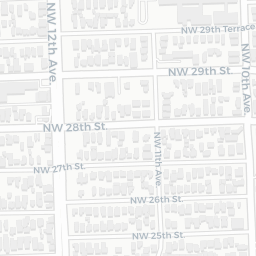 NW 29th Terrace
NW 12th Ave.
NW 29th St.
NW 10th Ave.
NW 28th St.
NW 11th Ave.
NW 27th St.
NW 26th St.
NW 25th St.